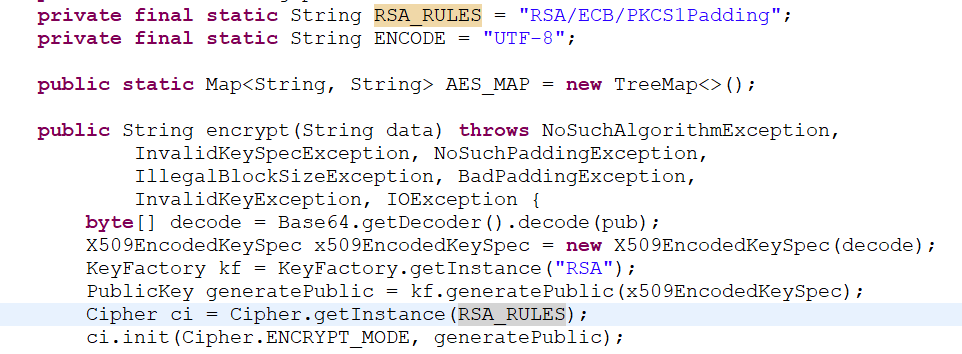 private final static String RSA_RULES = "RSA/ECB/PKCS1Padding";
private final static String ENCODE = "UTF-8";
public static Map<String, String> AES_MAP = new TreeMap<>();
public String encrypt(String data) throws NoSuchAlgorithmException,
InvalidKeySpecException, NoSuchPaddingException,
IllegalBlockSizeException, BadPaddingException,
InvalidKeyException, IOException {
byte[] decode = Base64.getDecoder().decode(pub);
X509EncodedKeySpec x509EncodedKeySpec = new X509EncodedKeySpec(decode);
KeyFactory kf = KeyFactory.getInstance("RSA");
PublicKey generatePublic = kf.generatePublic(x509EncodedKeySpec);
Cipher ci = Cipher.getInstance(RSA_RULES);
ci.init(Cipher.ENCRYPT_MODE, generatePublic);